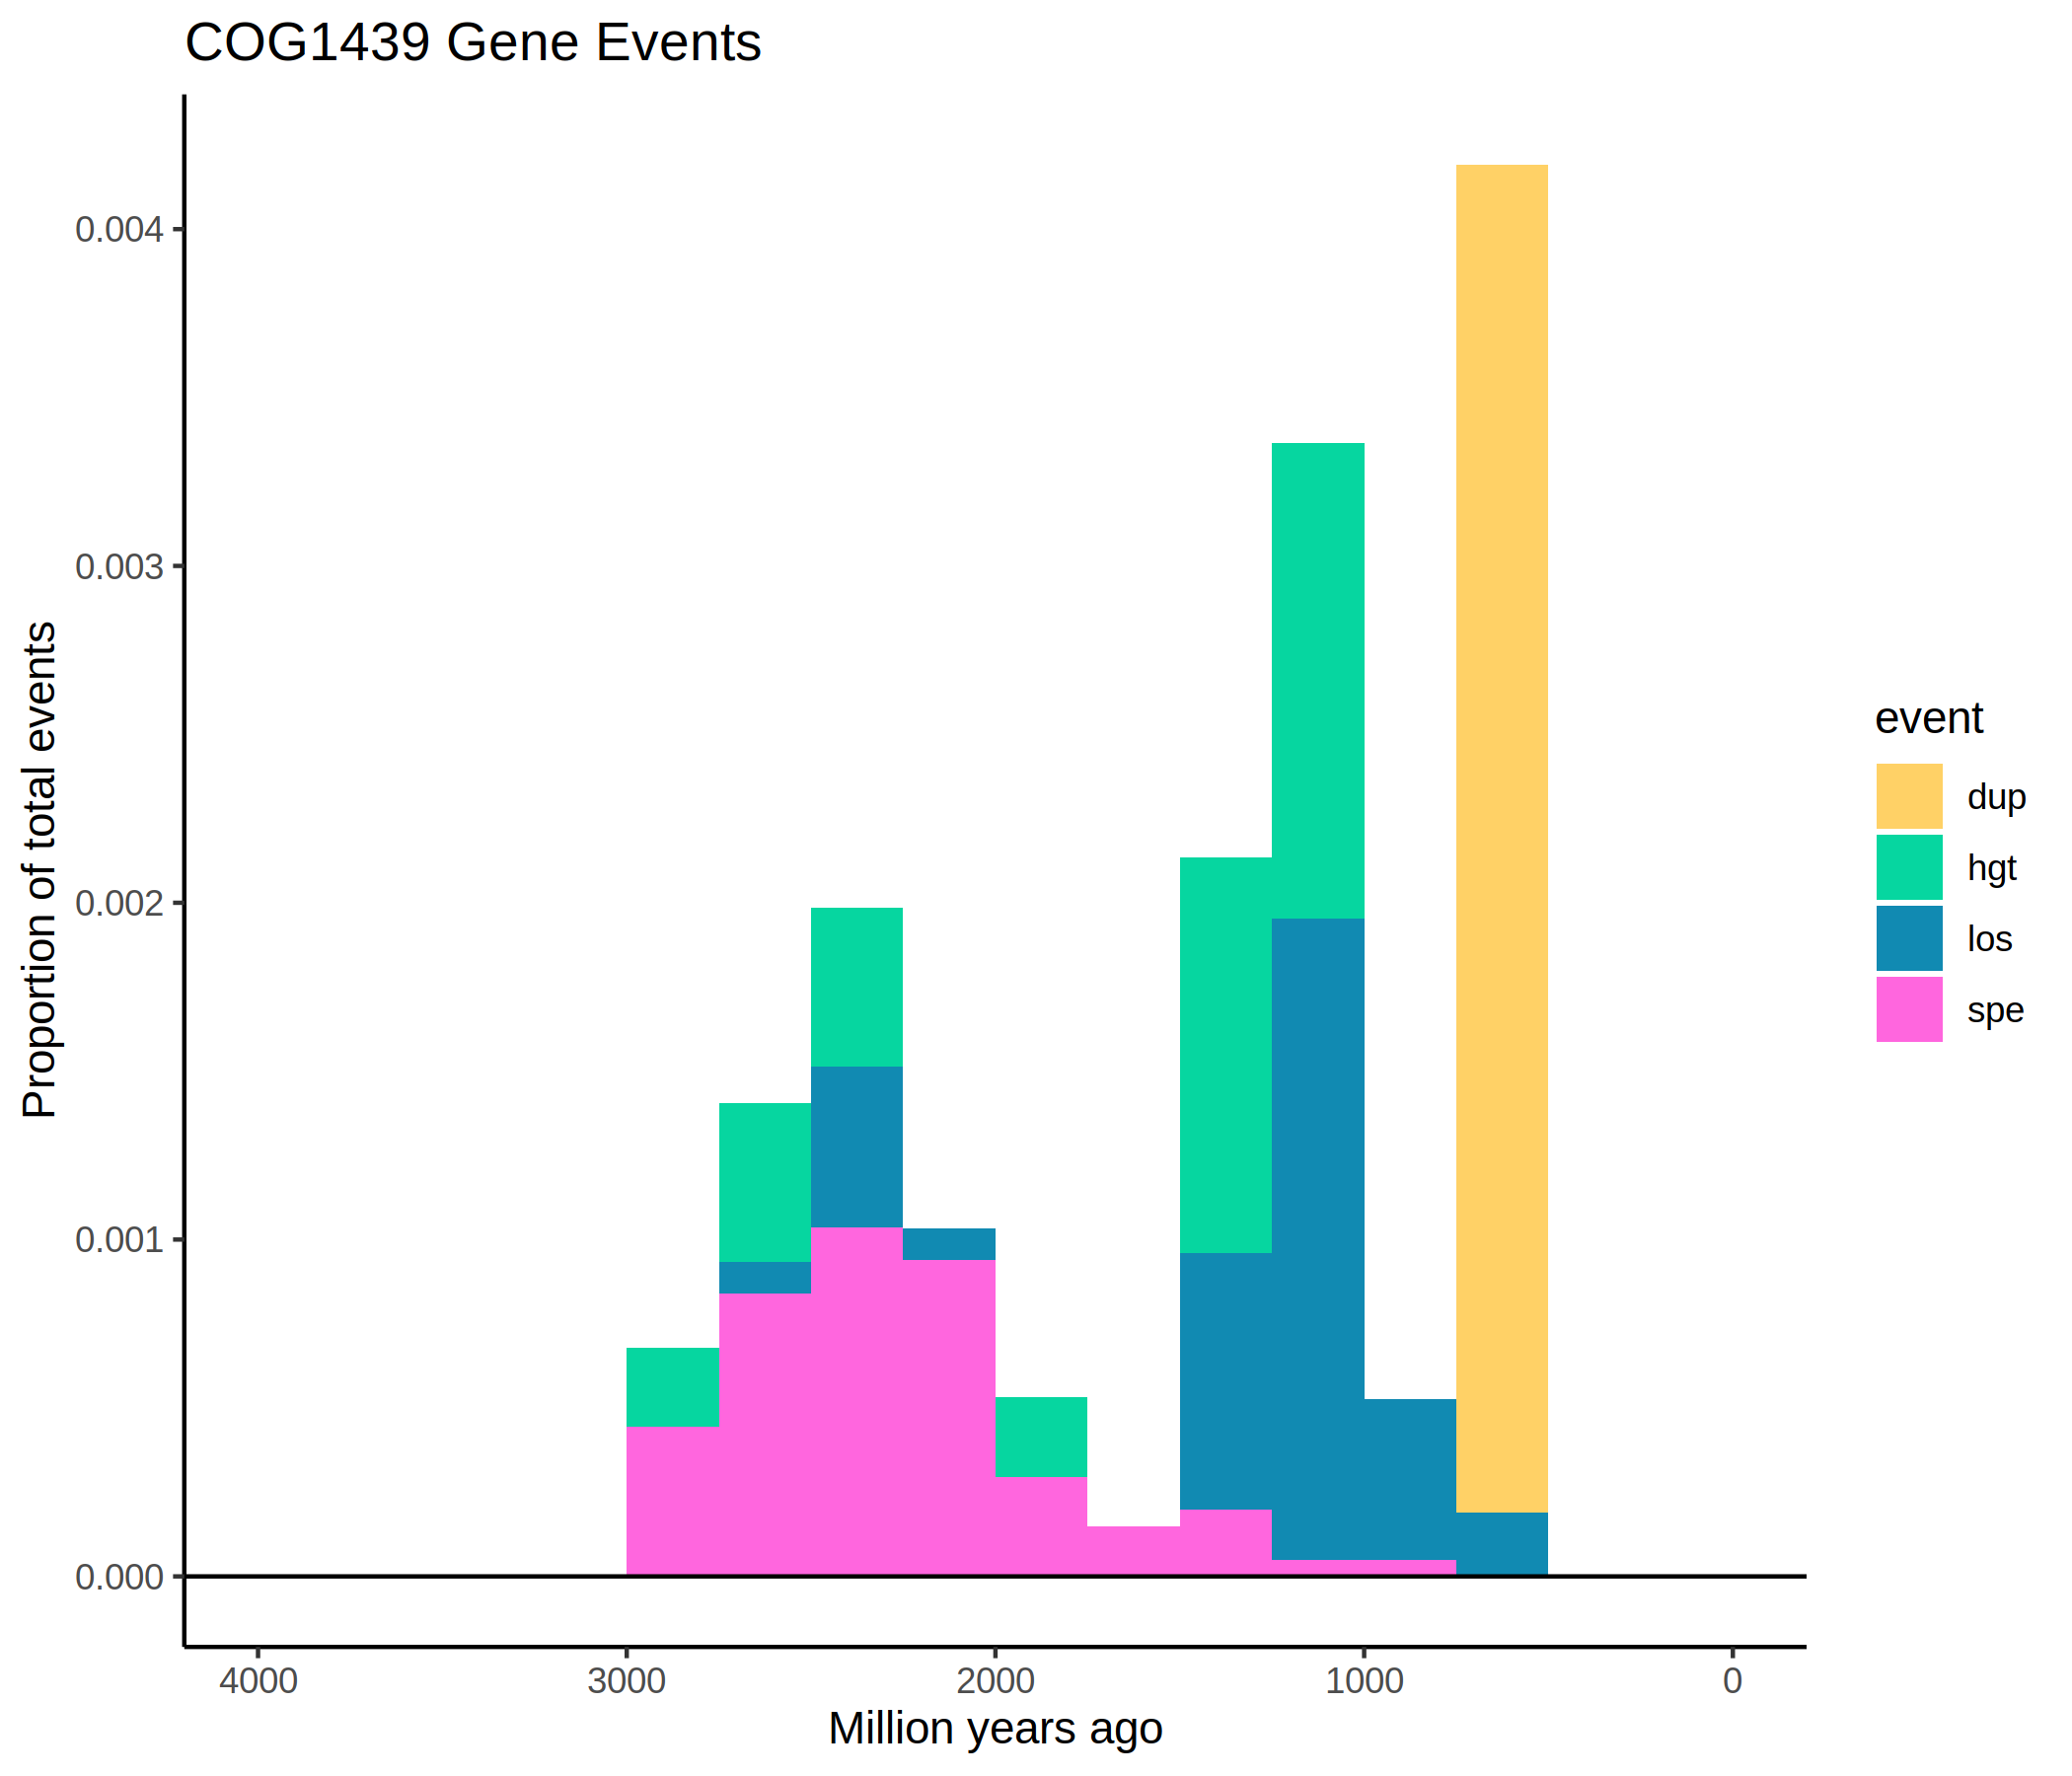 COG1439 Gene Events
Proportion of total events
0.004
0.003
0.002
0.001
0.000
4000 3000 2000 1000 0
Million years ago
event
dup
hgt
los
spe